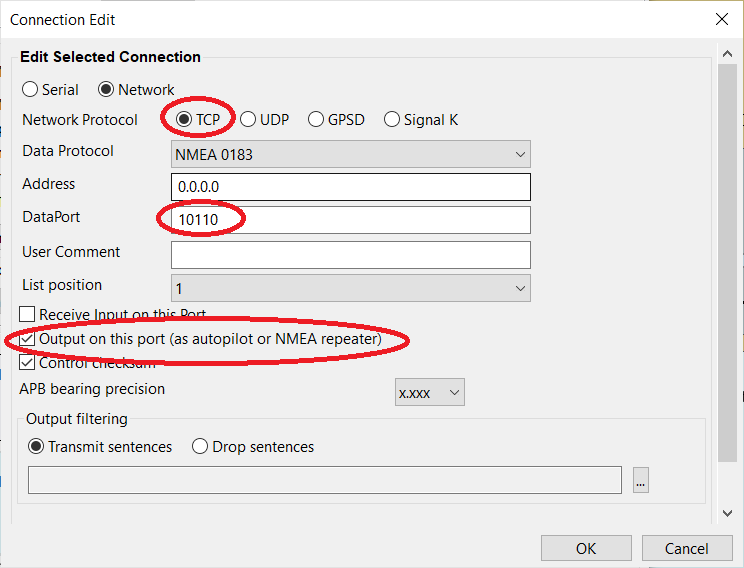 Connection Edit
Edit Selected Connection
Serial Network
Network Protocol TCP UDP GPSD Signal K
Data Protocol NMEA 0183
Address 0.0.0.0
DataPort 10110
User Comment
List position 1
Receive Input on this Port
Output on this port (as autopilot or NMEA repeater)
Control checksum
APB bearing precision x.xxx
Output filtering
Transmit sentences Drop sentences
...
OK Cancel